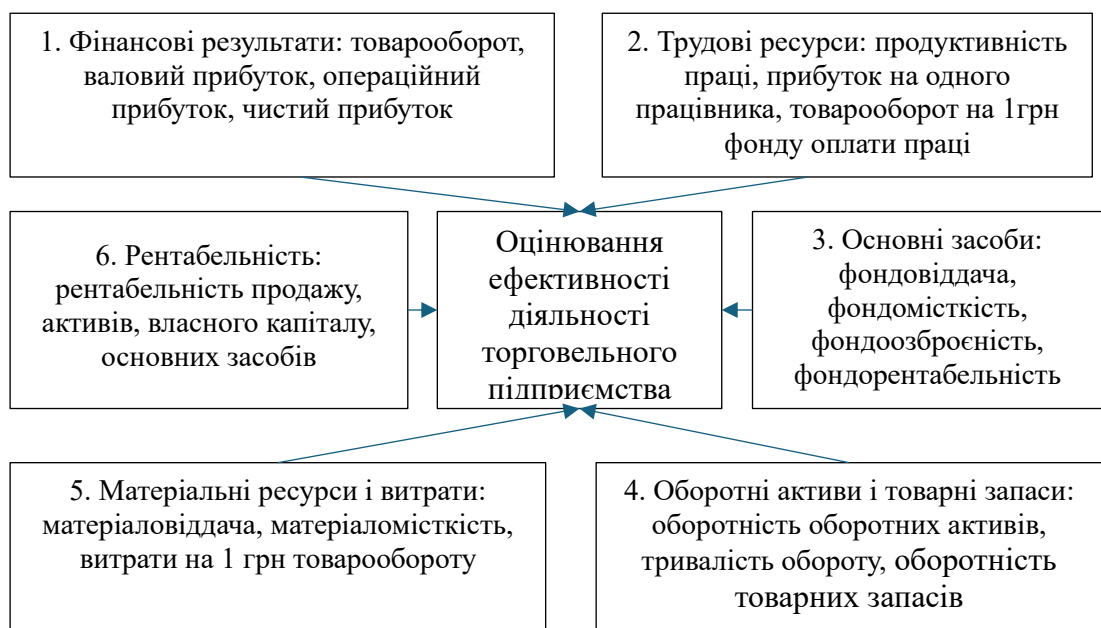 1. Фінансові результати: товарооборот,
валовий прибуток, операційний
прибуток, чистий прибуток
2. Трудові ресурси: продуктивність
праці, прибуток на одного
працівника, товарооборот на 1грн
фонду оплати праці
6. Рентабельність:
рентабельність продажу,
активів, власного капіталу,
основних засобів
Оцінювання
ефективності
діяльності
торговельного
підприємства
3. Основні засоби:
фондовіддача,
фондомісткість,
фондоозброєність,
фондорентабельність
5. Матеріальні ресурси і витрати:
матеріаловіддача, матеріаломісткість,
витрати на 1 грн товарообороту
4. Оборотні активи і товарні запаси:
оборотність оборотних активів,
тривалість обороту, оборотність
товарних запасів